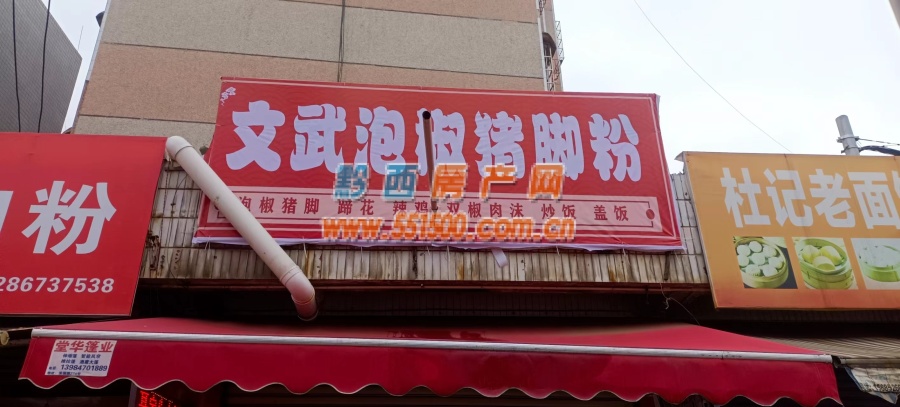 文武泡椒猪脚粉
泡椒猪脚 蹄花 辣鸡 双椒肉沫 炒饭 盖饭
黔西房产网
www.551500.com.cn
粉
286737538
杜记老面
堂华篷业
13984701889